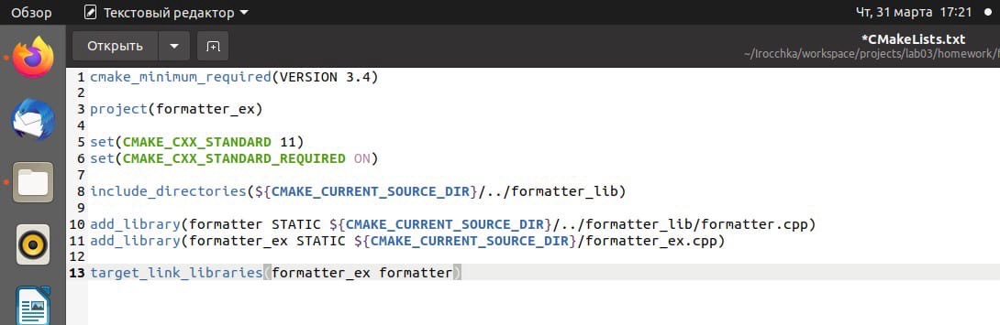 Обзор Текстовый редактор Чт, 31 марта 17:21
Открыть *CMakeLists.txt
~/Irocchka/workspace/projects/lab03/homework/f
1 cmake_minimum_required(VERSION 3.4)
2
3 project(formatter_ex)
4
5 set(CMAKE_CXX_STANDARD 11)
6 set(CMAKE_CXX_STANDARD_REQUIRED ON)
7
8 include_directories(${CMAKE_CURRENT_SOURCE_DIR}/../formatter_lib)
9
10 add_library(formatter STATIC ${CMAKE_CURRENT_SOURCE_DIR}/../formatter_lib/formatter.cpp)
11 add_library(formatter_ex STATIC ${CMAKE_CURRENT_SOURCE_DIR}/formatter_ex.cpp)
12
13 target_link_libraries(formatter_ex formatter)